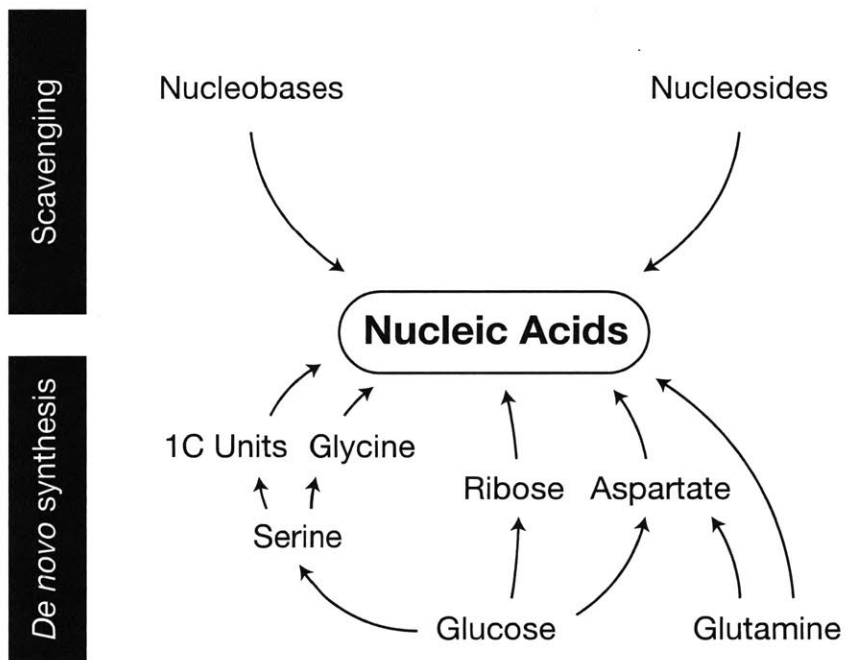 Scavenging
Nucleobases
Nucleosides
Nucleic Acids
De novo synthesis
1C Units
Glycine
Ribose
Aspartate
Serine
Glucose
Glutamine